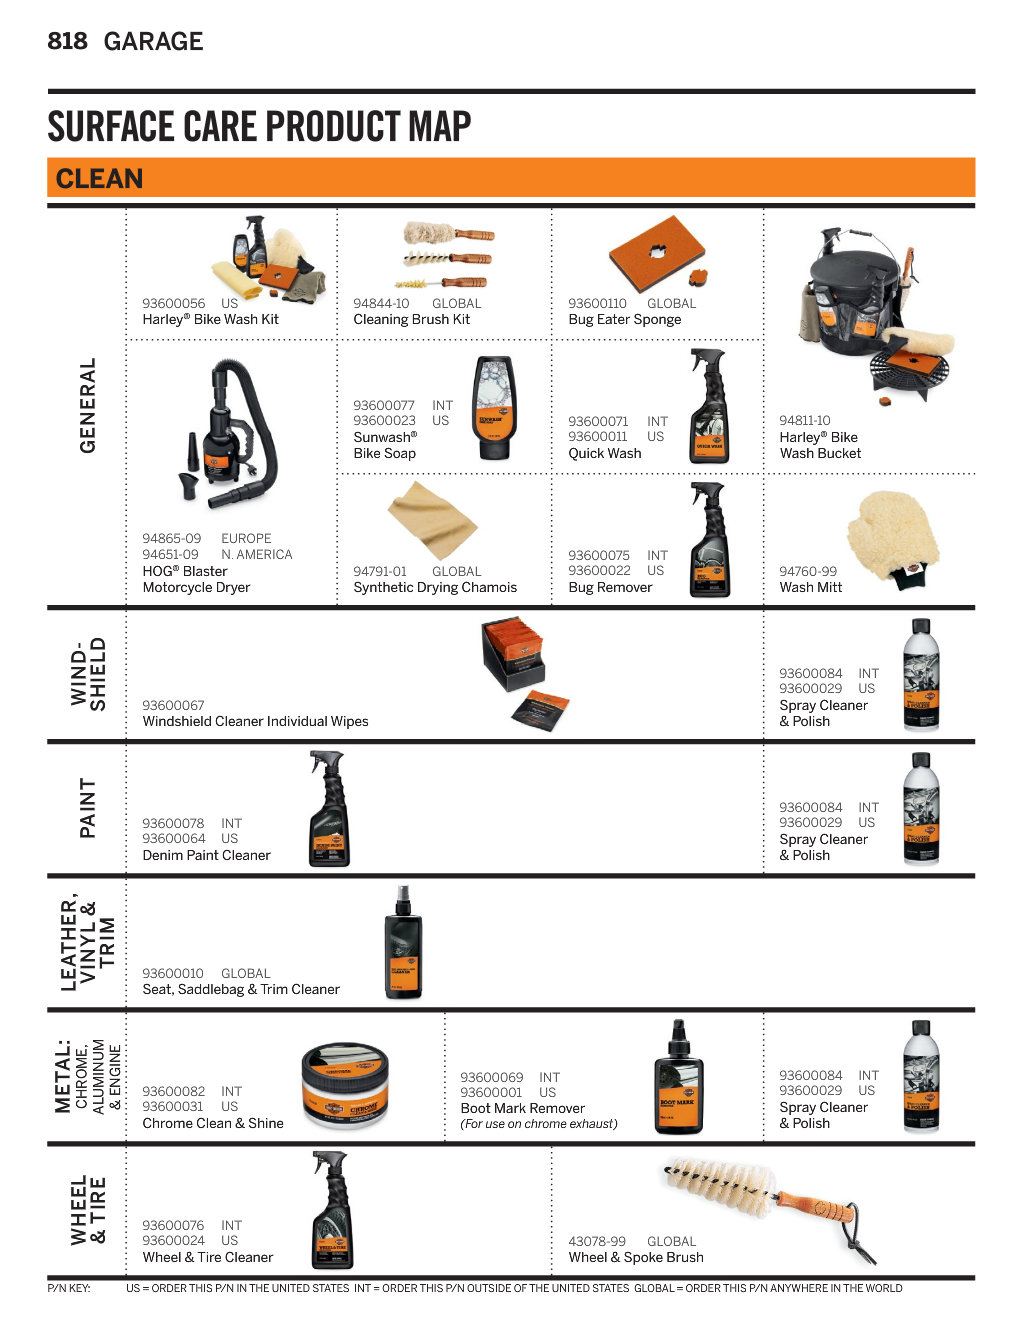 818 GARAGE
SURFACE CARE PRODUCT MAP
CLEAN
GENERAL
93600056 US
Harley® Bike Wash Kit
94844-10 GLOBAL
Cleaning Brush Kit
93600110 GLOBAL
Bug Eater Sponge
94811-10
Harley® Bike
Wash Bucket
94865-09 EUROPE
94651-09 N. AMERICA
HOG® Blaster
Motorcycle Dryer
93600077 INT
93600023 US
Sunwash®
Bike Soap
93600071 INT
93600011 US
Quick Wash
94791-01 GLOBAL
Synthetic Drying Chamois
93600075 INT
93600022 US
Bug Remover
94760-99
Wash Mitt
WIND-
SHIELD
93600067
Windshield Cleaner Individual Wipes
93600084 INT
93600029 US
Spray Cleaner
& Polish
PAINT
93600078 INT
93600064 US
Denim Paint Cleaner
93600084 INT
93600029 US
Spray Cleaner
& Polish
LEATHER,
VINYL &
TRIM
93600010 GLOBAL
Seat, Saddlebag & Trim Cleaner
METAL:
CHROME,
ALUMINUM
& ENGINE
93600082 INT
93600031 US
Chrome Clean & Shine
93600069 INT
93600001 US
Boot Mark Remover
(For use on chrome exhaust)
BOOT MARK
93600084 INT
93600029 US
Spray Cleaner
& Polish
WHEEL
& TIRE
93600076 INT
93600024 US
Wheel & Tire Cleaner
43078-99 GLOBAL
Wheel & Spoke Brush
P/N KEY: US = ORDER THIS P/N IN THE UNITED STATES INT = ORDER THIS P/N OUTSIDE OF THE UNITED STATES GLOBAL = ORDER THIS P/N ANYWHERE IN THE WORLD